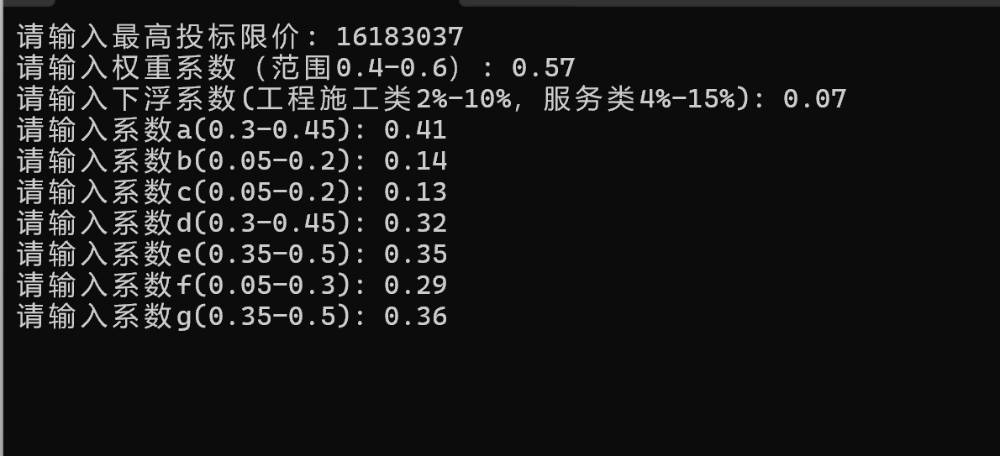 请输入最高投标限价: 16183037
请输入权重系数（范围0.4-0.6）: 0.57
请输入下浮系数(工程施工类2%-10%，服务类4%-15%): 0.07
请输入系数a(0.3-0.45): 0.41
请输入系数b(0.05-0.2): 0.14
请输入系数c(0.05-0.2): 0.13
请输入系数d(0.3-0.45): 0.32
请输入系数e(0.35-0.5): 0.35
请输入系数f(0.05-0.3): 0.29
请输入系数g(0.35-0.5): 0.36